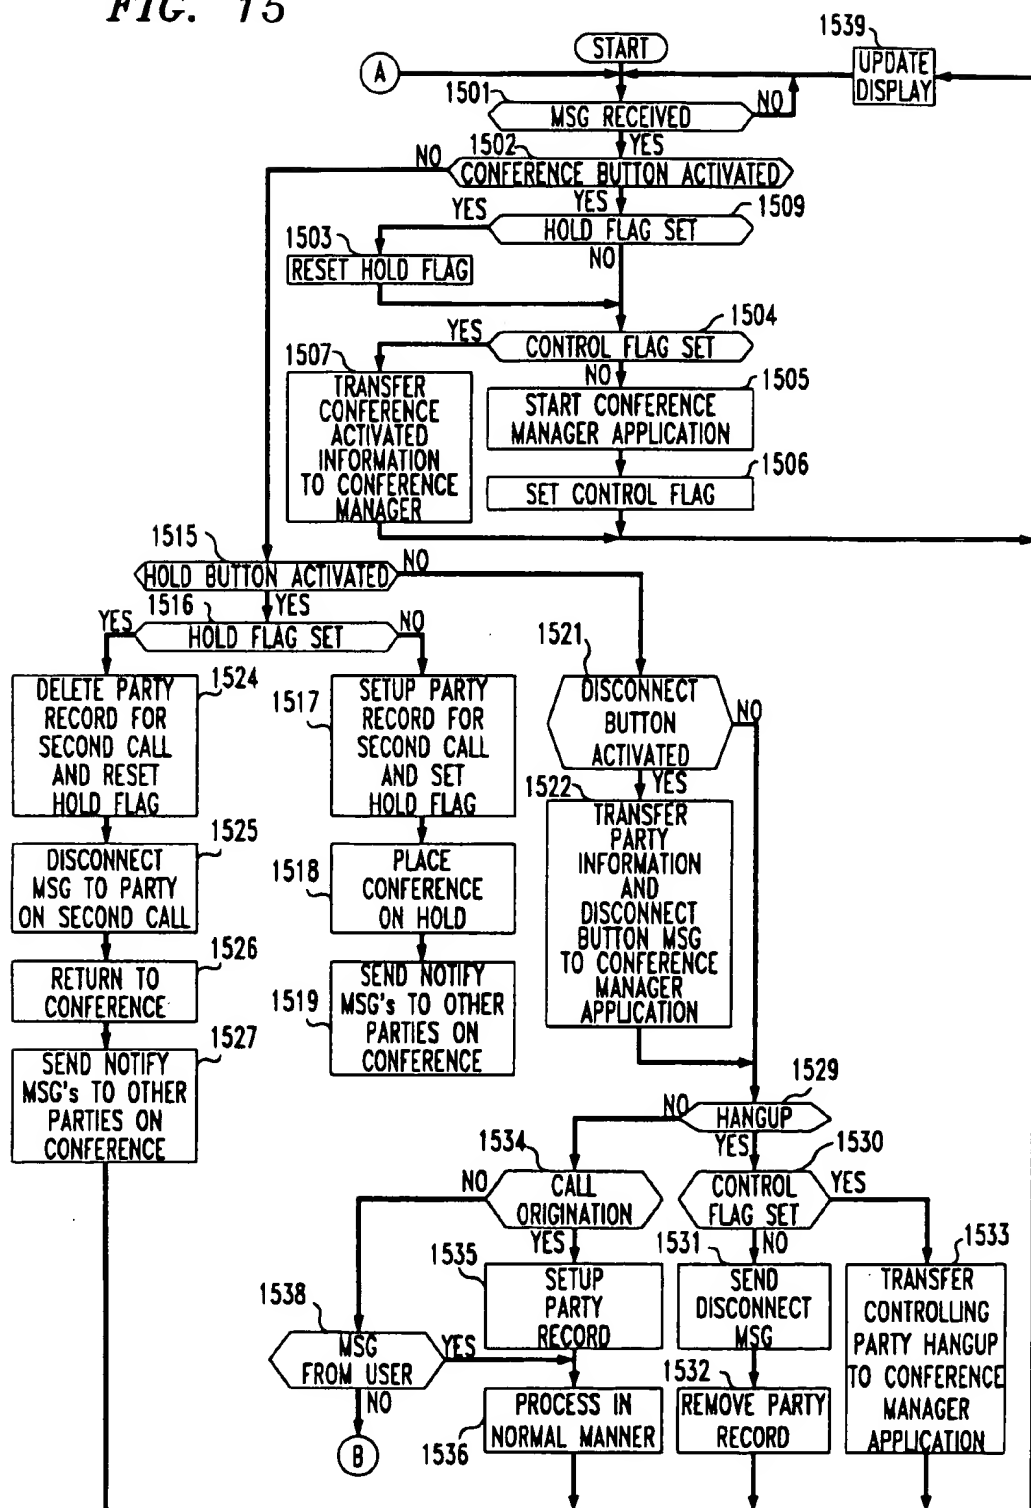 FIG. 15
START
1539
A
UPDATE
DISPLAY
1501
MSG RECEIVED
NO
1502
YES
NO
CONFERENCE BUTTON ACTIVATED
YES
1509
YES
HOLD FLAG SET
1503
NO
RESET HOLD FLAG
1504
YES
CONTROL FLAG SET
1507
NO
1505
TRANSFER
CONFERENCE
ACTIVATED
INFORMATION
TO CONFERENCE
MANAGER
START CONFERENCE
MANAGER APPLICATION
1506
SET CONTROL FLAG
1515
HOLD BUTTON ACTIVATED
NO
1516
YES
YES
HOLD FLAG SET
NO
1524
DELETE PARTY
RECORD FOR
SECOND CALL
AND RESET
HOLD FLAG
1517
SETUP PARTY
RECORD FOR
SECOND CALL
AND SET
HOLD FLAG
1521
DISCONNECT
BUTTON
ACTIVATED
NO
YES
1522
TRANSFER
PARTY
INFORMATION
AND
DISCONNECT
BUTTON MSG
TO CONFERENCE
MANAGER
APPLICATION
1525
DISCONNECT
MSG TO PARTY
ON SECOND CALL
1518
PLACE
CONFERENCE
ON HOLD
1526
RETURN TO
CONFERENCE
1519
SEND NOTIFY
MSG's TO OTHER
PARTIES ON
CONFERENCE
1527
SEND NOTIFY
MSG's TO OTHER
PARTIES ON
CONFERENCE
1529
NO
HANGUP
YES
1534
1530
NO
CALL
ORIGINATION
YES
CONTROL
FLAG SET
YES
NO
1535
SETUP
PARTY
RECORD
1531
SEND
DISCONNECT
MSG
1533
TRANSFER
CONTROLLING
PARTY HANGUP
TO CONFERENCE
MANAGER
APPLICATION
1538
MSG
FROM USER
YES
NO
B
1536
PROCESS IN
NORMAL MANNER
1532
REMOVE PARTY
RECORD